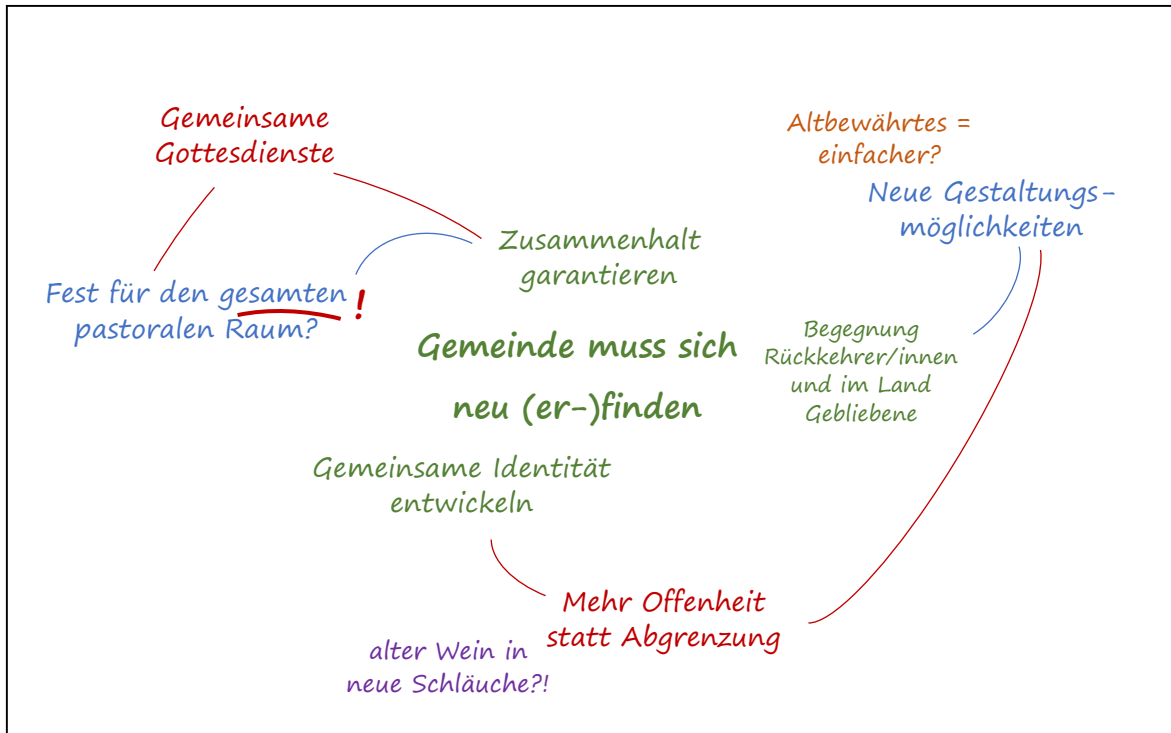 Gemeinsame
Gottesdienste
Altbewährtes =
einfacher?
Neue Gestaltungs-
möglichkeiten
Zusammenhalt
garantieren
Fest für den gesamten
pastoralen Raum?
!
Gemeinde muss sich
neu (er-)finden
Begegnung
Rückkehrer/innen
und im Land
Gebliebene
Gemeinsame Identität
entwickeln
Mehr Offenheit
statt Abgrenzung
alter Wein in
neue Schläuche?!